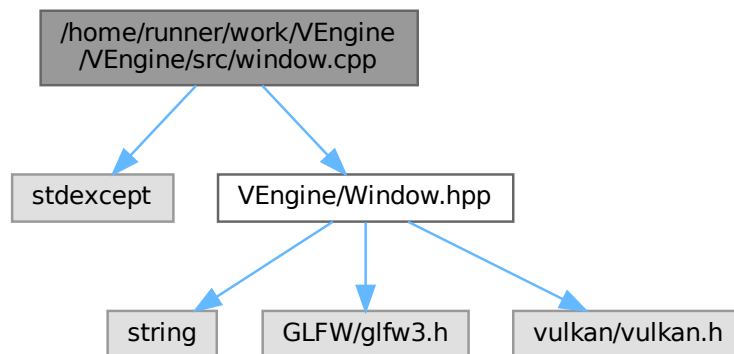 /home/runner/work/VEngine
/VEngine/src/window.cpp
stdexcept
VEngine/Window.hpp
string
GLFW/glfw3.h
vulkan/vulkan.h